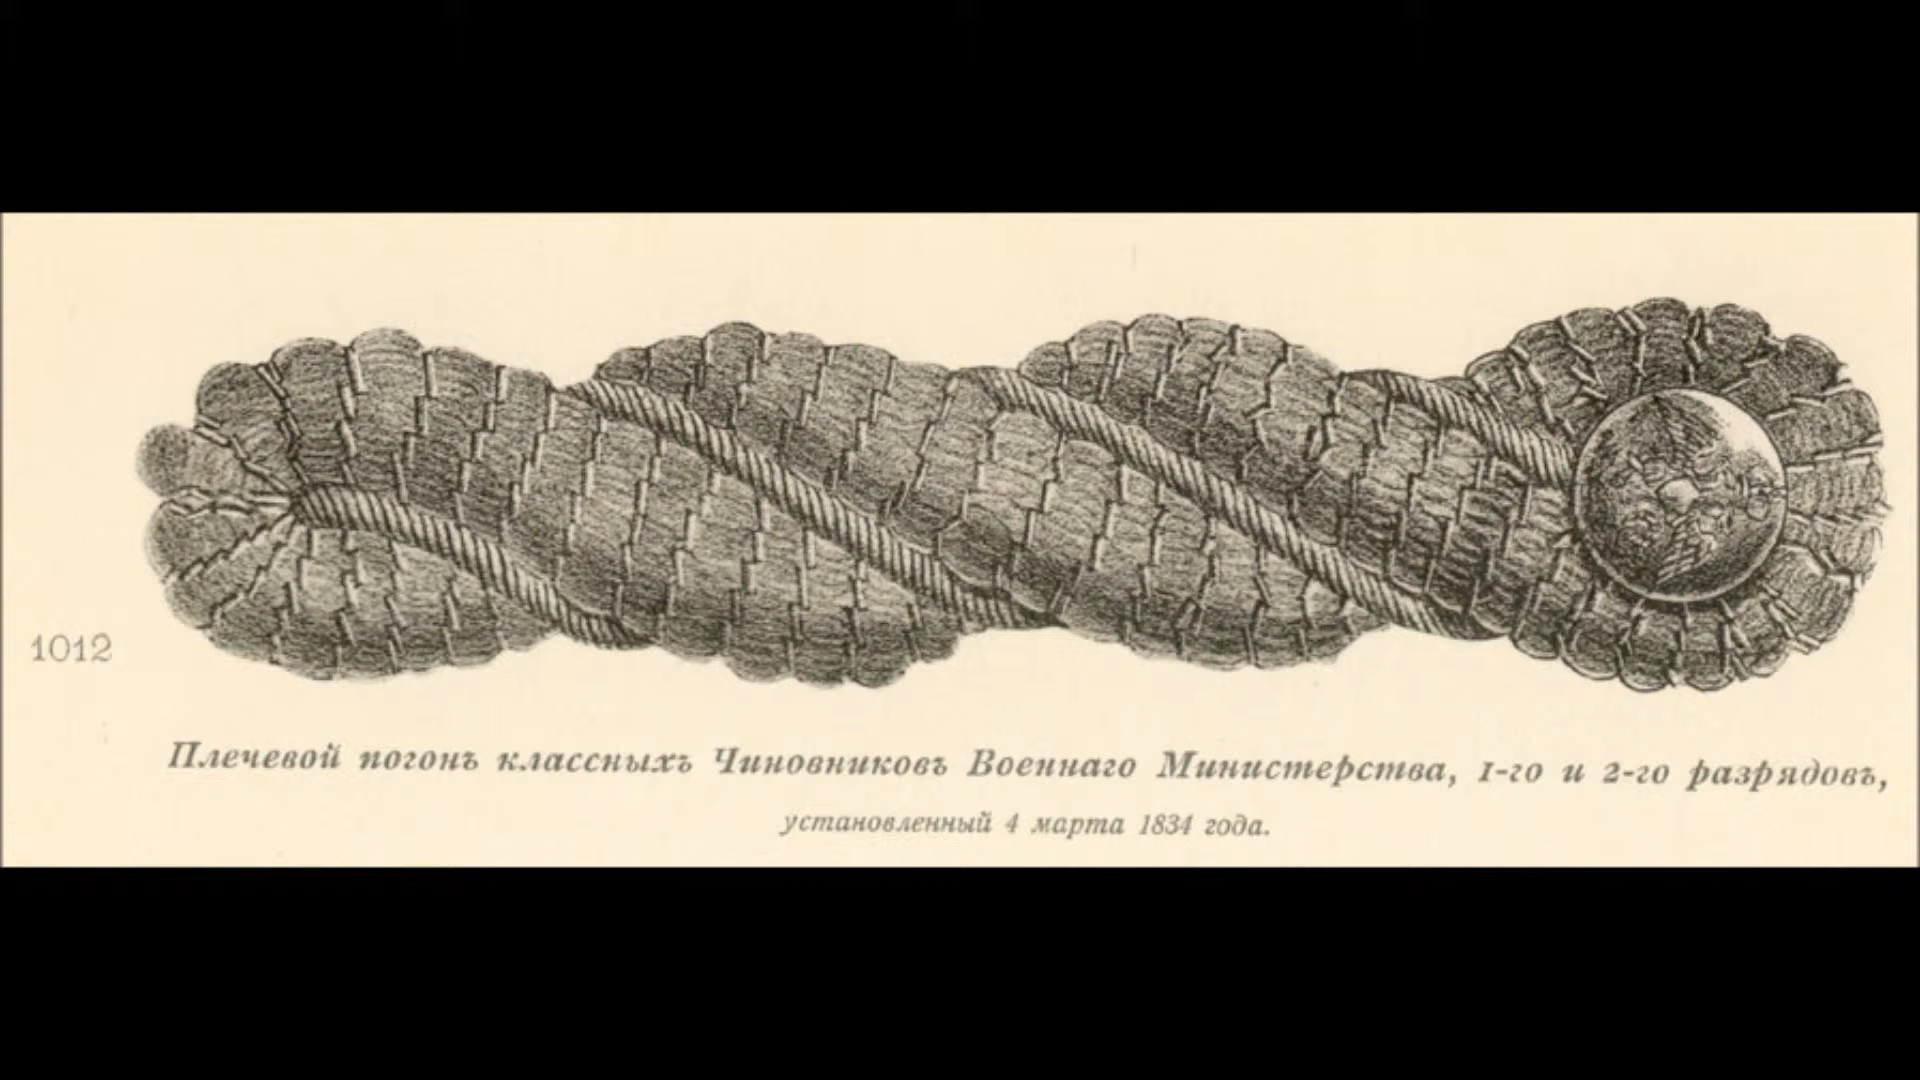 1012
Плечевой погонъ классныхъ Чиновниковъ Военнаго Министерства, 1-го и 2-го разрядовъ,
установленный 4 марта 1834 года.